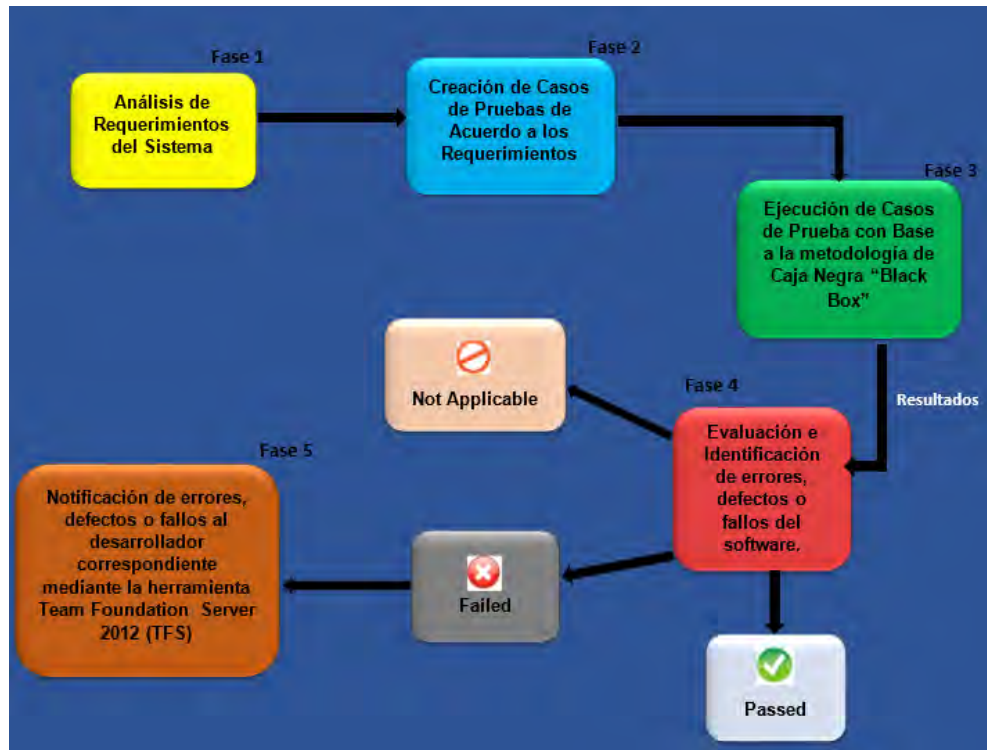 Fase 1
Análisis de
Requerimientos
del Sistema
Fase 2
Creación de Casos
de Pruebas de
Acuerdo a los
Requerimientos
Fase 3
Ejecución de Casos
de Prueba con Base
a la metodología de
Caja Negra “Black
Box”
Resultados
Fase 4
Evaluación e
Identificación
de errores,
defectos o
fallos del
software.
Not Applicable
Failed
Passed
Fase 5
Notificación de errores,
defectos o fallos al
desarrollador
correspondiente
mediante la herramienta
Team Foundation Server
2012 (TFS)